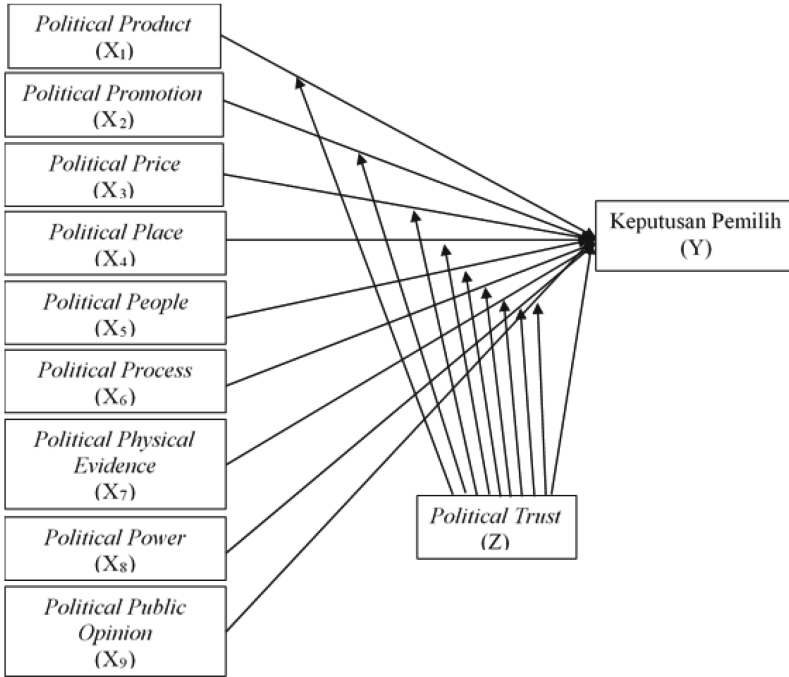 Political Product
(X₁)
Political Promotion
(X₂)
Political Price
(X₃)
Political Place
(X₄)
Political People
(X₅)
Political Process
(X₆)
Political Physical
Evidence
(X₇)
Political Power
(X₈)
Political Public
Opinion
(X₉)
Keputusan Pemilih
(Y)
Political Trust
(Z)